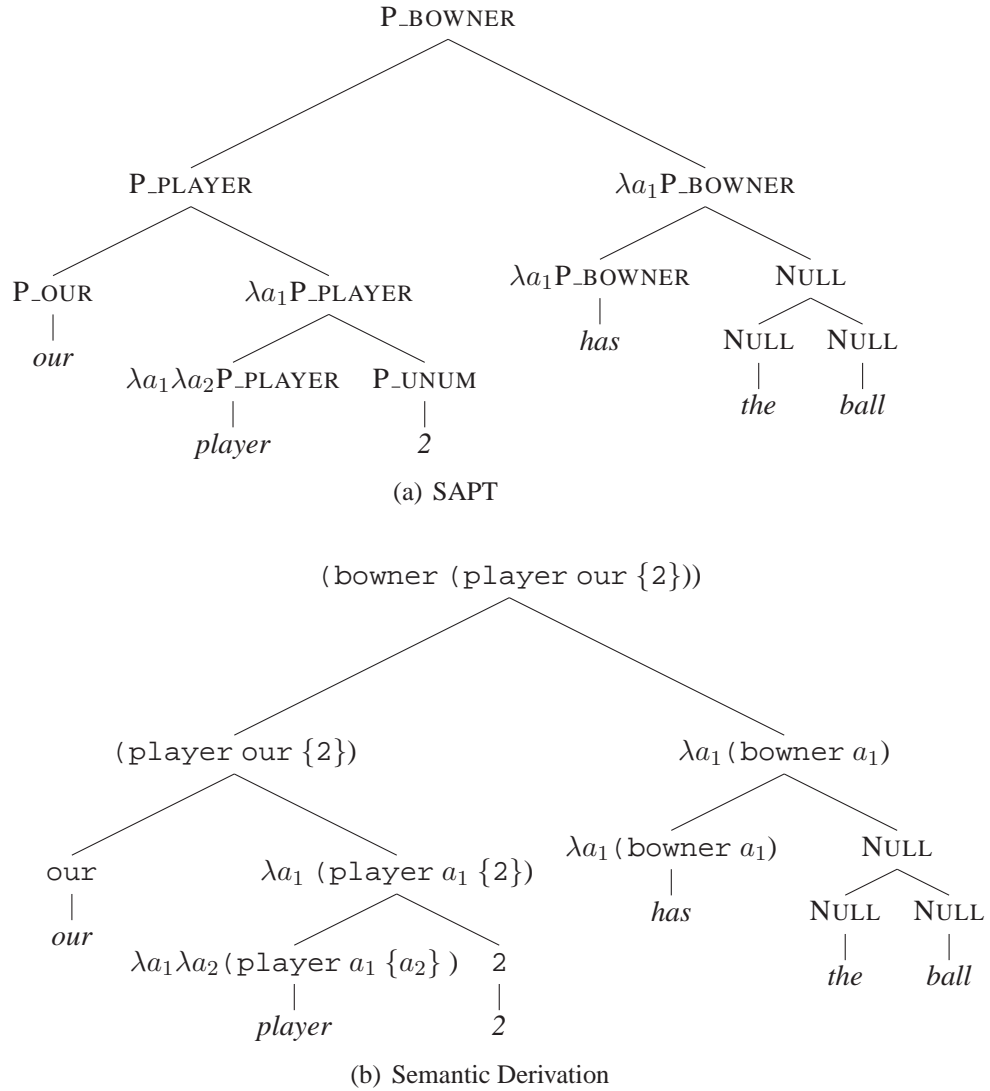 P_BOWNER
P_PLAYER λa₁P_BOWNER
P_OUR λa₁P_PLAYER λa₁P_BOWNER NULL
our λa₁λa₂P_PLAYER P_UNUM has NULL NULL
player 2 the ball
(a) SAPT
(bowner (player our {2}))
(player our {2}) λa₁(bowner a₁)
our λa₁ (player a₁ {2}) λa₁(bowner a₁) NULL
our λa₁λa₂(player a₁ {a₂} ) 2 has NULL NULL
player 2 the ball
(b) Semantic Derivation